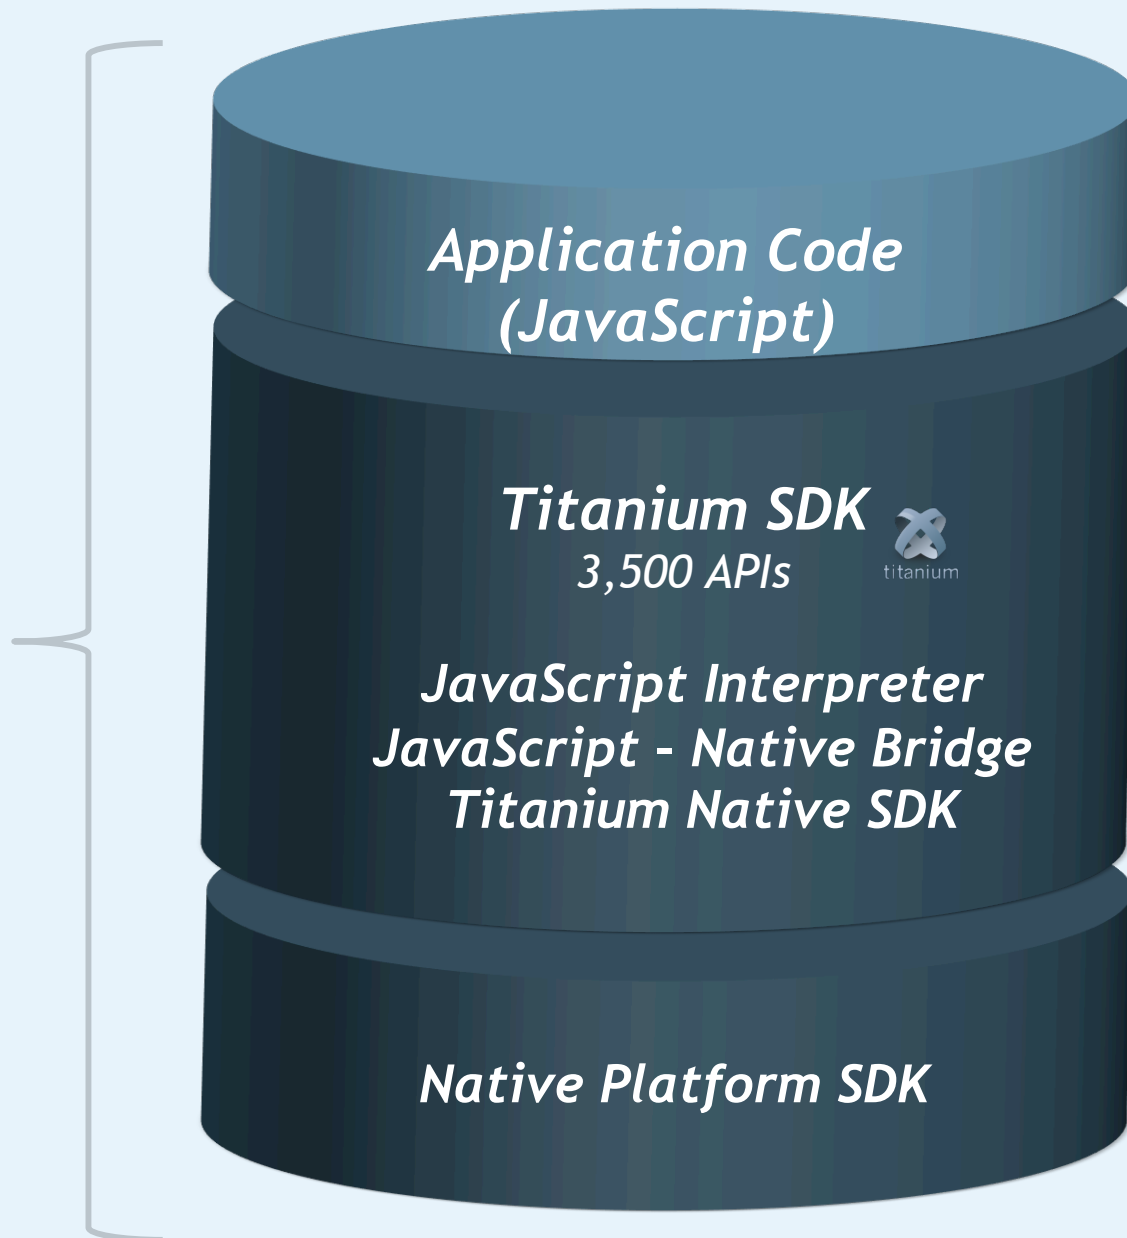 Application Code
(JavaScript)
Titanium SDK
titanium
3,500 APIs
JavaScript Interpreter
JavaScript – Native Bridge
Titanium Native SDK
Native Platform SDK